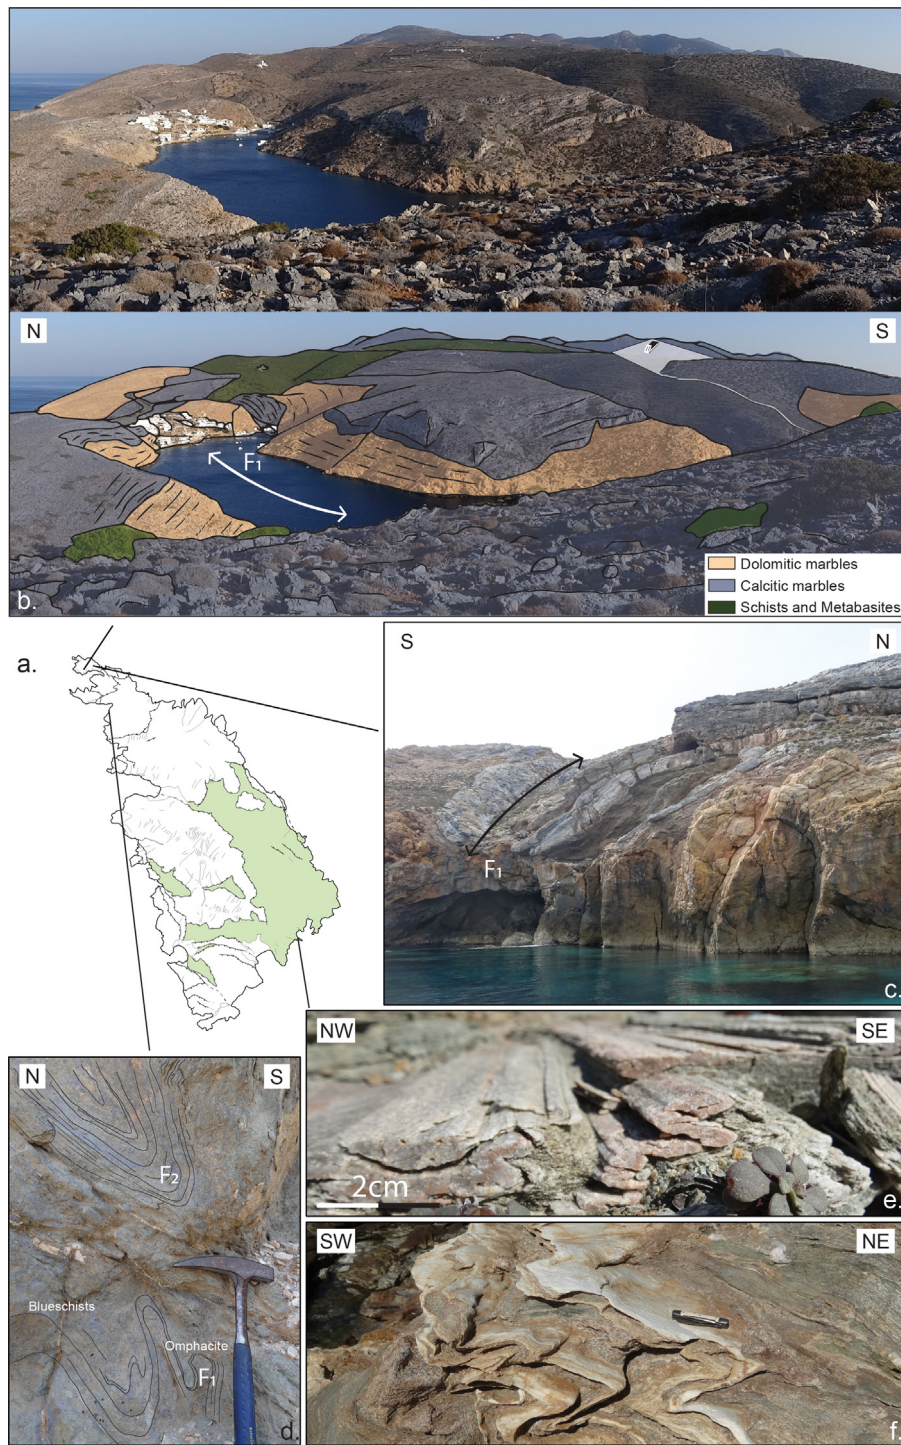 N
S
F₁
Dolomitic marbles
Calcitic marbles
Schists and Metabasites
b.
a.
S
N
F₁
c.
N
S
F₂
Blueschists
Omphacite
F₁
d.
NW
SE
2cm
e.
SW
NE
f.